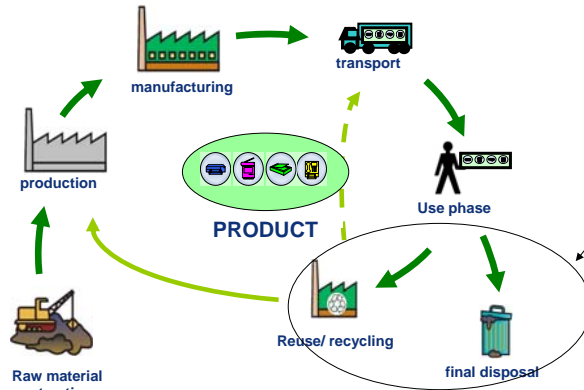 manufacturing
transport
production
PRODUCT
Use phase
Reuse/ recycling
final disposal
Raw material